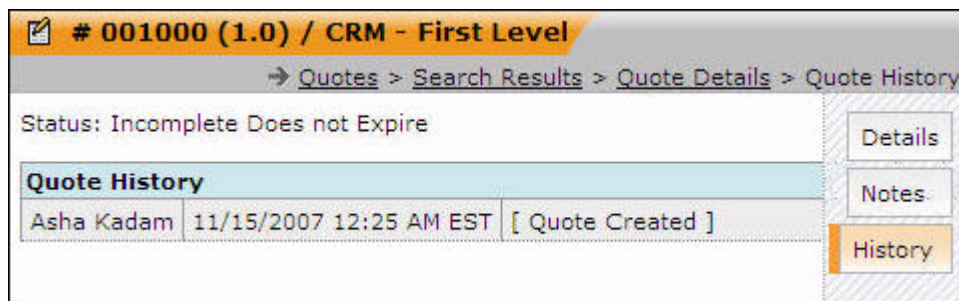 # 001000 (1.0) / CRM - First Level
→ Quotes > Search Results > Quote Details > Quote History
Status: Incomplete Does not Expire
Details
Quote History
Notes
Asha Kadam 11/15/2007 12:25 AM EST [ Quote Created ]
History